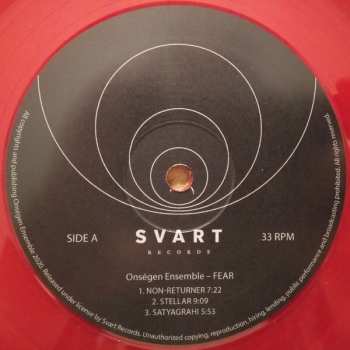 SIDE A
SVART
RECORDS
33 RPM
Onségen Ensemble – FEAR
1. NON-RETURNER 7:22
2. STELLAR 9:09
3. SATYAGRAHI 5:53
All copyrights and publishing Onségen Ensemble 2020. Released under license by Svart Records. Unauthorized copying, reproduction, hiring, lending, public performance and broadcasting prohibited. All rights reserved.